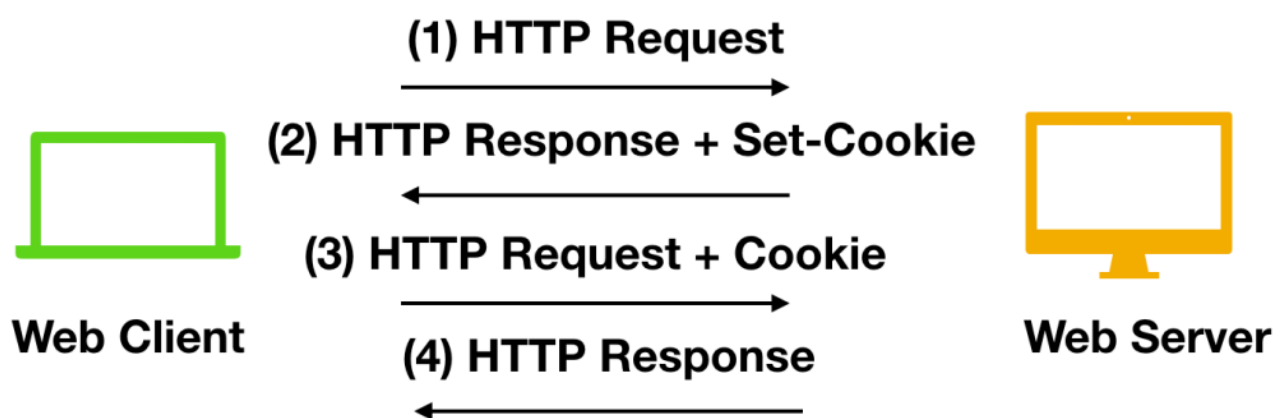 (1) HTTP Request
(2) HTTP Response + Set-Cookie
(3) HTTP Request + Cookie
(4) HTTP Response
Web Client
Web Server